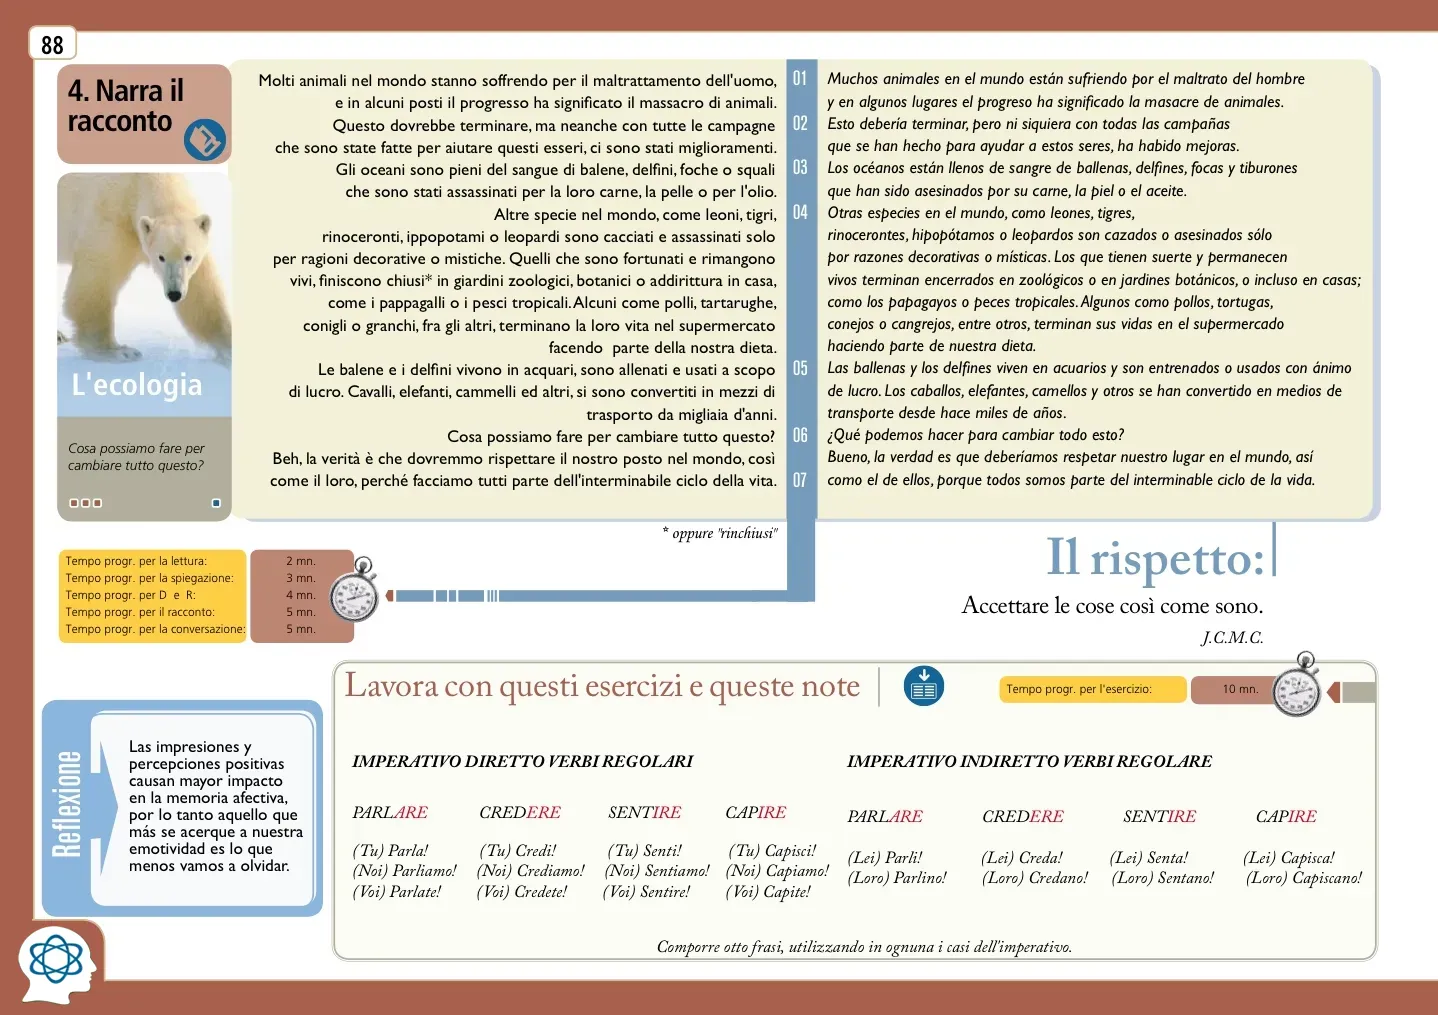 88
4. Narra il
racconto
L'ecologia
Cosa possiamo fare per
cambiare tutto questo?
Molti animali nel mondo stanno soffrendo per il maltrattamento dell'uomo,
e in alcuni posti il progresso ha significato il massacro di animali.
Questo dovrebbe terminare, ma neanche con tutte le campagne
che sono state fatte per aiutare questi esseri, ci sono stati miglioramenti.
Gli oceani sono pieni del sangue di balene, delfini, foche o squali
che sono stati assassinati per la loro carne, la pelle o per l'olio.
Altre specie nel mondo, come leoni, tigri,
rinoceronti, ippopotami o leopardi sono cacciati e assassinati solo
per ragioni decorative o mistiche. Quelli che sono fortunati e rimangono
vivi, finiscono chiusi* in giardini zoologici, botanici o addirittura in casa,
come i pappagalli o i pesci tropicali. Alcuni come polli, tartarughe,
conigli o granchi, fra gli altri, terminano la loro vita nel supermercato
facendo parte della nostra dieta.
Le balene e i delfini vivono in acquari, sono allenati e usati a scopo
di lucro. Cavalli, elefanti, cammelli ed altri, si sono convertiti in mezzi di
trasporto da migliaia d'anni.
Cosa possiamo fare per cambiare tutto questo?
Beh, la verità è che dovremmo rispettare il nostro posto nel mondo, così
come il loro, perché facciamo tutti parte dell'interminabile ciclo della vita.
* oppure "rinchiusi"
01
02
03
04
05
06
07
Muchos animales en el mundo están sufriendo por el maltrato del hombre
y en algunos lugares el progreso ha significado la masacre de animales.
Esto debería terminar, pero ni siquiera con todas las campañas
que se han hecho para ayudar a estos seres, ha habido mejoras.
Los océanos están llenos de sangre de ballenas, delfines, focas y tiburones
que han sido asesinados por su carne, la piel o el aceite.
Otras especies en el mundo, como leones, tigres,
rinocerontes, hipopótamos o leopardos son cazados o asesinados sólo
por razones decorativas o místicas. Los que tienen suerte y permanecen
vivos terminan encerrados en zoológicos o en jardines botánicos, o incluso en casas;
como los papagayos o peces tropicales. Algunos como pollos, tortugas,
conejos o cangrejos, entre otros, terminan sus vidas en el supermercado
haciendo parte de nuestra dieta.
Las ballenas y los delfines viven en acuarios y son entrenados o usados con ánimo
de lucro. Los caballos, elefantes, camellos y otros se han convertido en medios de
transporte desde hace miles de años.
¿Qué podemos hacer para cambiar todo esto?
Bueno, la verdad es que deberíamos respetar nuestro lugar en el mundo, así
como el de ellos, porque todos somos parte del interminable ciclo de la vida.
Tempo progr. per la lettura: 2 mn.
Tempo progr. per la spiegazione: 3 mn.
Tempo progr. per D e R: 4 mn.
Tempo progr. per il racconto: 5 mn.
Tempo progr. per la conversazione: 5 mn.
Il rispetto:
Accettare le cose così come sono.
J.C.M.C.
Reflexione
Las impresiones y
percepciones positivas
causan mayor impacto
en la memoria afectiva,
por lo tanto aquello que
más se acerque a nuestra
emotividad es lo que
menos vamos a olvidar.
Lavora con questi esercizi e queste note
Tempo progr. per l'esercizio: 10 mn.
IMPERATIVO DIRETTO VERBI REGOLARI
PARLARE CREDERE SENTIRE CAPIRE
(Tu) Parla! (Tu) Credi! (Tu) Senti! (Tu) Capisci!
(Noi) Parliamo! (Noi) Crediamo! (Noi) Sentiamo! (Noi) Capiamo!
(Voi) Parlate! (Voi) Credete! (Voi) Sentire! (Voi) Capite!
IMPERATIVO INDIRETTO VERBI REGOLARE
PARLARE CREDERE SENTIRE CAPIRE
(Lei) Parli! (Lei) Creda! (Lei) Senta! (Lei) Capisca!
(Loro) Parlino! (Loro) Credano! (Loro) Sentano! (Loro) Capiscano!
Comporre otto frasi, utilizzando in ognuna i casi dell'imperativo.